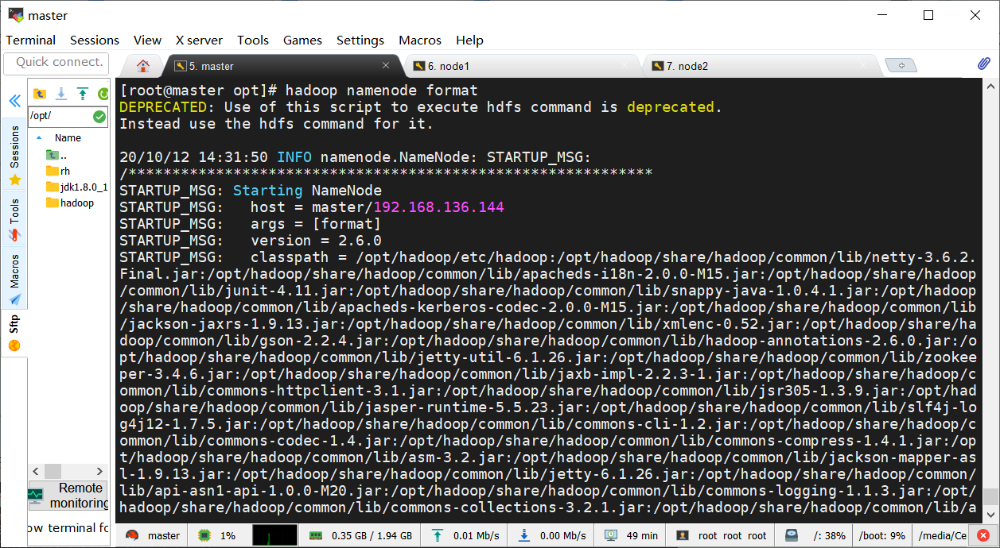 master
Terminal Sessions View X server Tools Games Settings Macros Help
Quick connect.
5. master
6. node1
7. node2
/opt/
Name
..
rh
jdk1.8.0_1
hadoop
Sessions
Tools
Macros
Sftp
Remote
monitoring
[root@master opt]# hadoop namenode format
DEPRECATED: Use of this script to execute hdfs command is deprecated.
Instead use the hdfs command for it.
20/10/12 14:31:50 INFO namenode.NameNode: STARTUP_MSG:
/************************************************************
STARTUP_MSG: Starting NameNode
STARTUP_MSG:   host = master/192.168.136.144
STARTUP_MSG:   args = [format]
STARTUP_MSG:   version = 2.6.0
STARTUP_MSG:   classpath = /opt/hadoop/etc/hadoop:/opt/hadoop/share/hadoop/common/lib/netty-3.6.2.
Final.jar:/opt/hadoop/share/hadoop/common/lib/apacheds-i18n-2.0.0-M15.jar:/opt/hadoop/share/hadoop
/common/lib/junit-4.11.jar:/opt/hadoop/share/hadoop/common/lib/snappy-java-1.0.4.1.jar:/opt/hadoop
/share/hadoop/common/lib/apacheds-kerberos-codec-2.0.0-M15.jar:/opt/hadoop/share/hadoop/common/lib
/jackson-jaxrs-1.9.13.jar:/opt/hadoop/share/hadoop/common/lib/xmlenc-0.52.jar:/opt/hadoop/share/ha
doop/common/lib/gson-2.2.4.jar:/opt/hadoop/share/hadoop/common/lib/hadoop-annotations-2.6.0.jar:/o
pt/hadoop/share/hadoop/common/lib/jetty-util-6.1.26.jar:/opt/hadoop/share/hadoop/common/lib/zookee
per-3.4.6.jar:/opt/hadoop/share/hadoop/common/lib/jaxb-impl-2.2.3-1.jar:/opt/hadoop/share/hadoop/c
ommon/lib/commons-httpclient-3.1.jar:/opt/hadoop/share/hadoop/common/lib/jsr305-1.3.9.jar:/opt/had
oop/share/hadoop/common/lib/jasper-runtime-5.5.23.jar:/opt/hadoop/share/hadoop/common/lib/slf4j-lo
g4j12-1.7.5.jar:/opt/hadoop/share/hadoop/common/lib/commons-cli-1.2.jar:/opt/hadoop/share/hadoop/c
ommon/lib/commons-codec-1.4.jar:/opt/hadoop/share/hadoop/common/lib/commons-compress-1.4.1.jar:/op
t/hadoop/share/hadoop/common/lib/asm-3.2.jar:/opt/hadoop/share/hadoop/common/lib/jackson-mapper-as
l-1.9.13.jar:/opt/hadoop/share/hadoop/common/lib/jetty-6.1.26.jar:/opt/hadoop/share/hadoop/common/
lib/api-asn1-api-1.0.0-M20.jar:/opt/hadoop/share/hadoop/common/lib/commons-logging-1.1.3.jar:/opt/
hadoop/share/hadoop/common/lib/commons-collections-3.2.1.jar:/opt/hadoop/share/hadoop/common/lib/a
ow terminal fo
master 1% 0.35 GB / 1.94 GB 0.01 Mb/s 0.00 Mb/s 49 min root root root /: 38% /boot: 9% /media/Ce